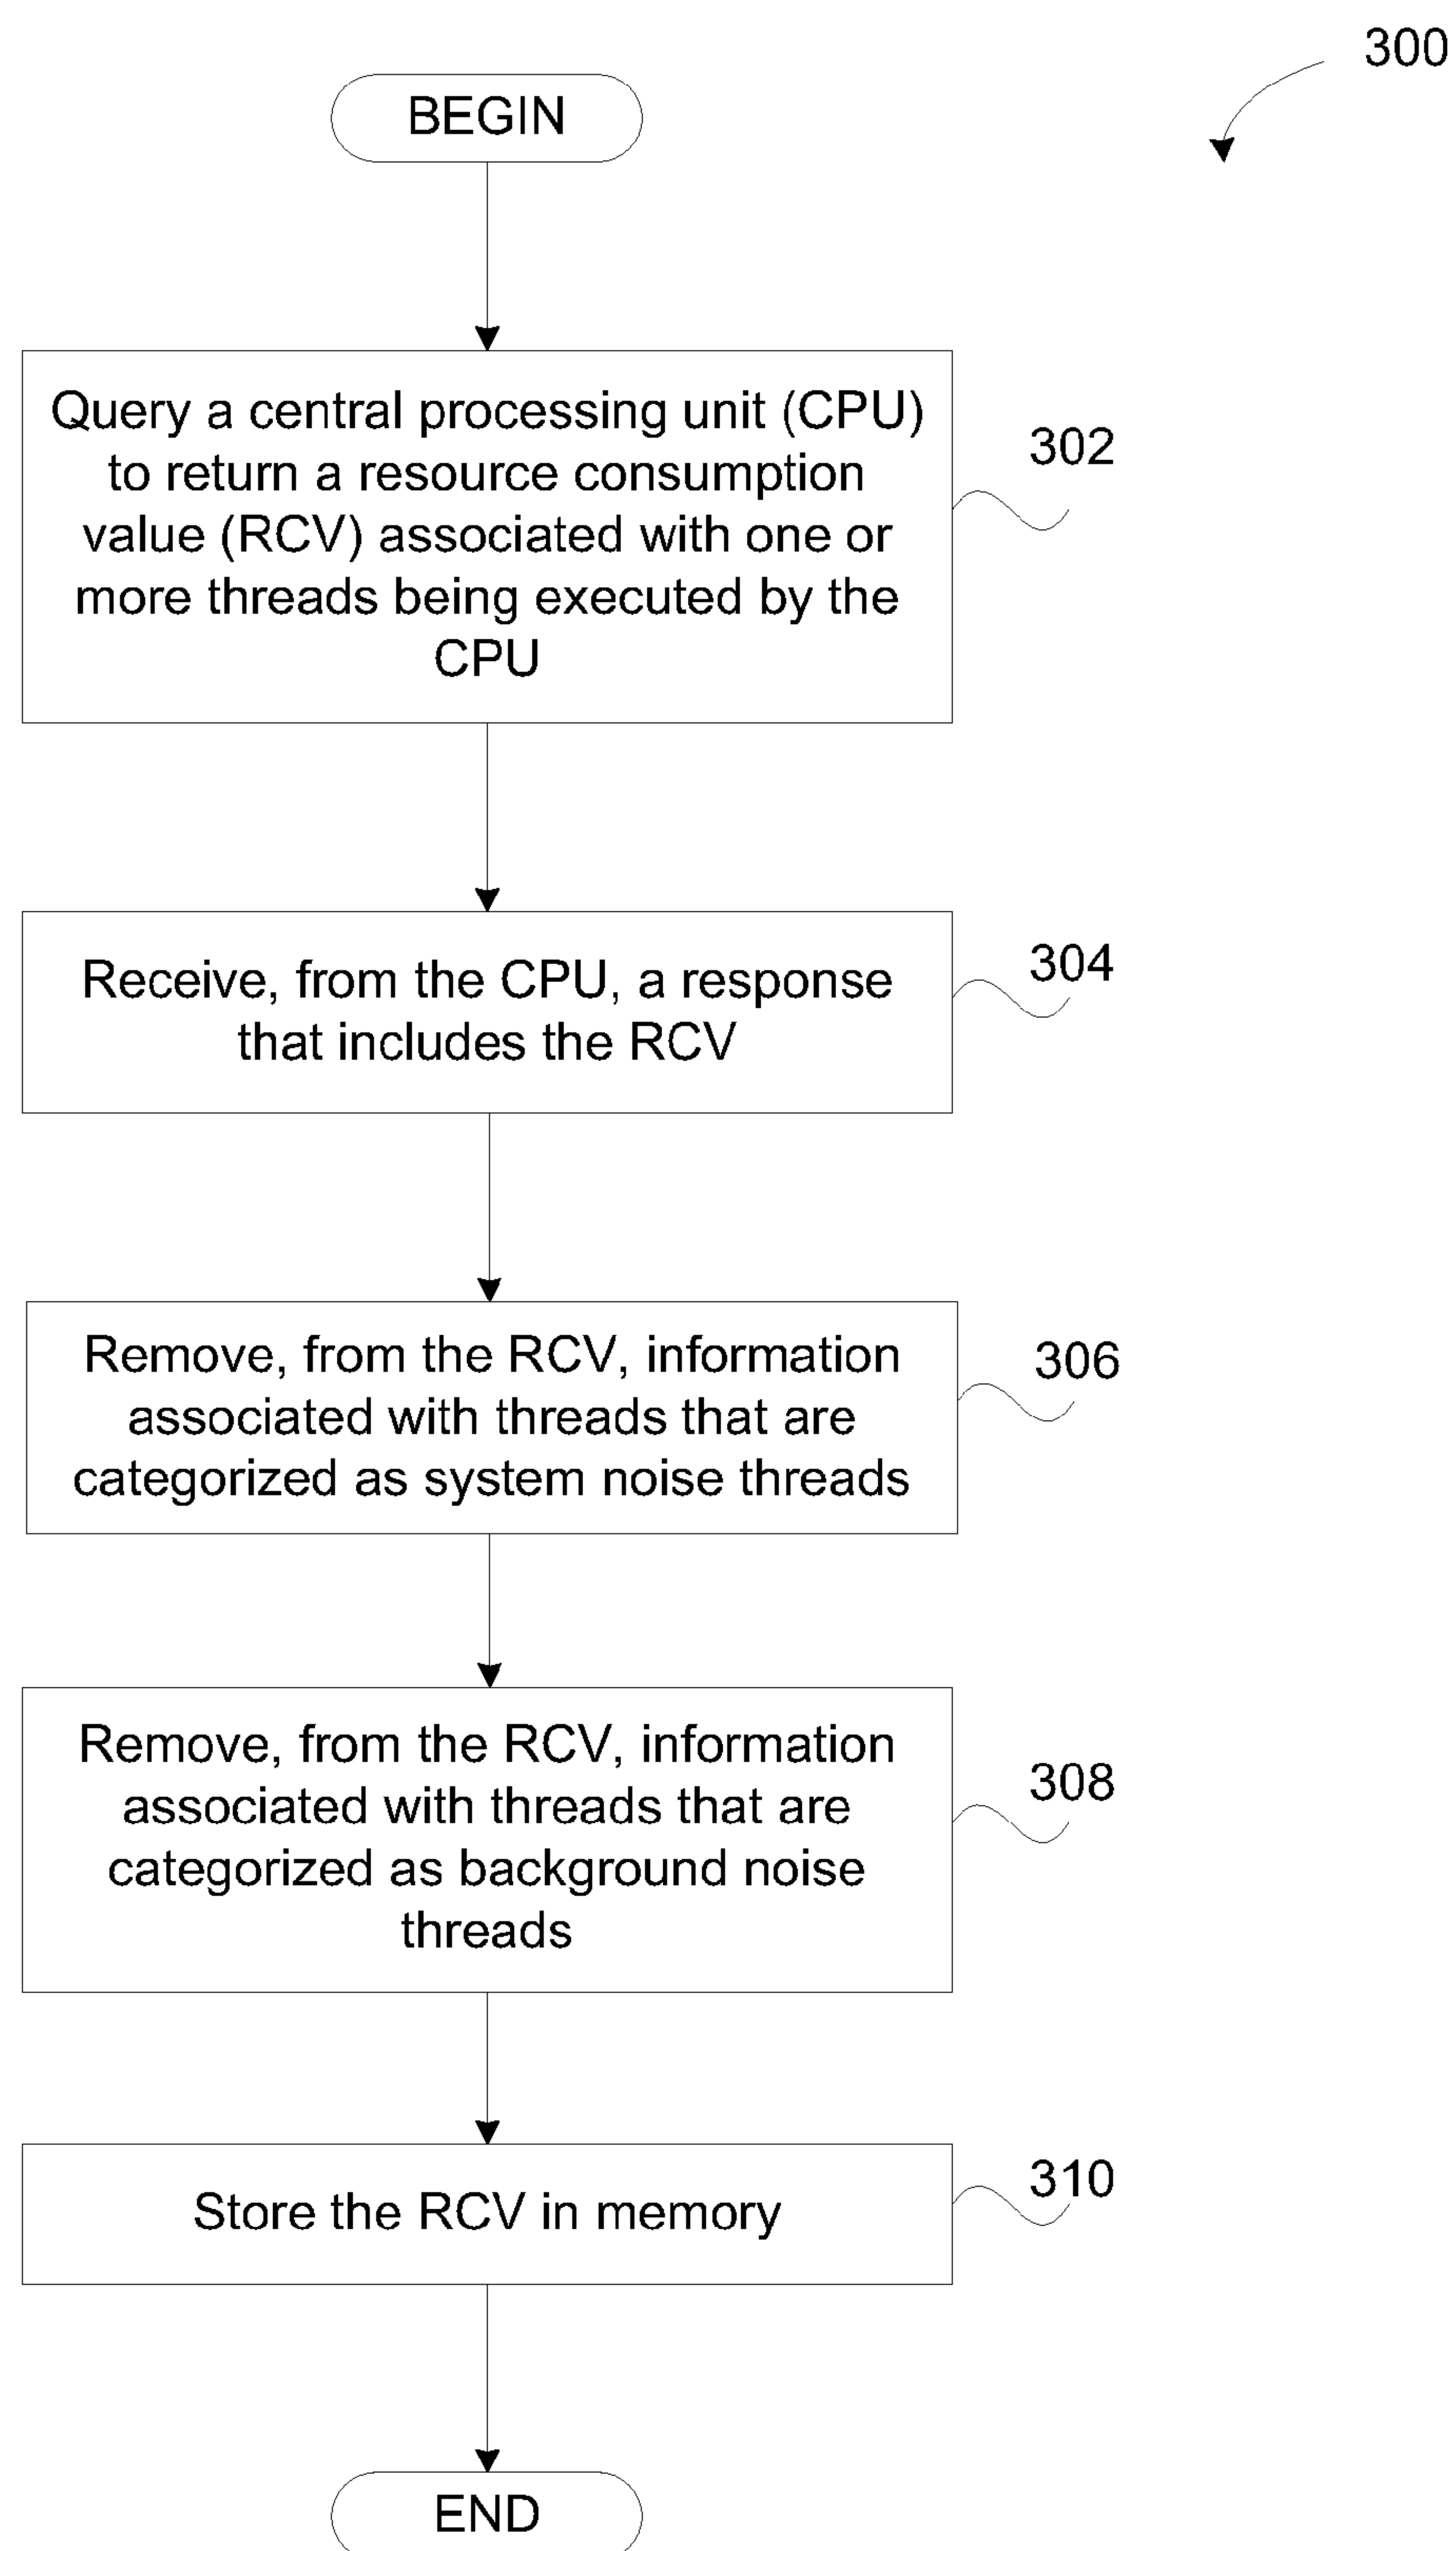 300
BEGIN
Query a central processing unit (CPU)
to return a resource consumption
value (RCV) associated with one or
more threads being executed by the
CPU
302
Receive, from the CPU, a response
that includes the RCV
304
Remove, from the RCV, information
associated with threads that are
categorized as system noise threads
306
Remove, from the RCV, information
associated with threads that are
categorized as background noise
threads
308
Store the RCV in memory
310
END